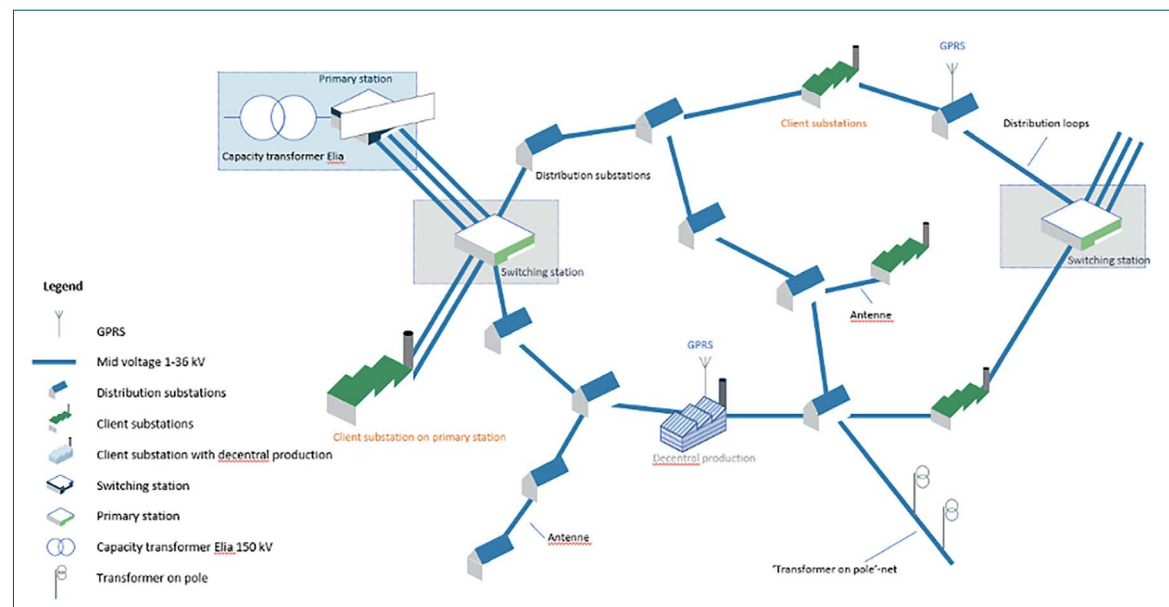 GPRS
Primary station
Client substations
Distribution loops
Capacity transformer Elia
Distribution substations
Switching station
Switching station
Legend
Antenne
GPRS
GPRS
Mid voltage 1-36 kV
Distribution substations
Client substations
Client substation on primary station
Client substation with decentral production
Decentral production
Switching station
Primary station
Antenne
Capacity transformer Elia 150 kV
'Transformer on pole'-net
Transformer on pole